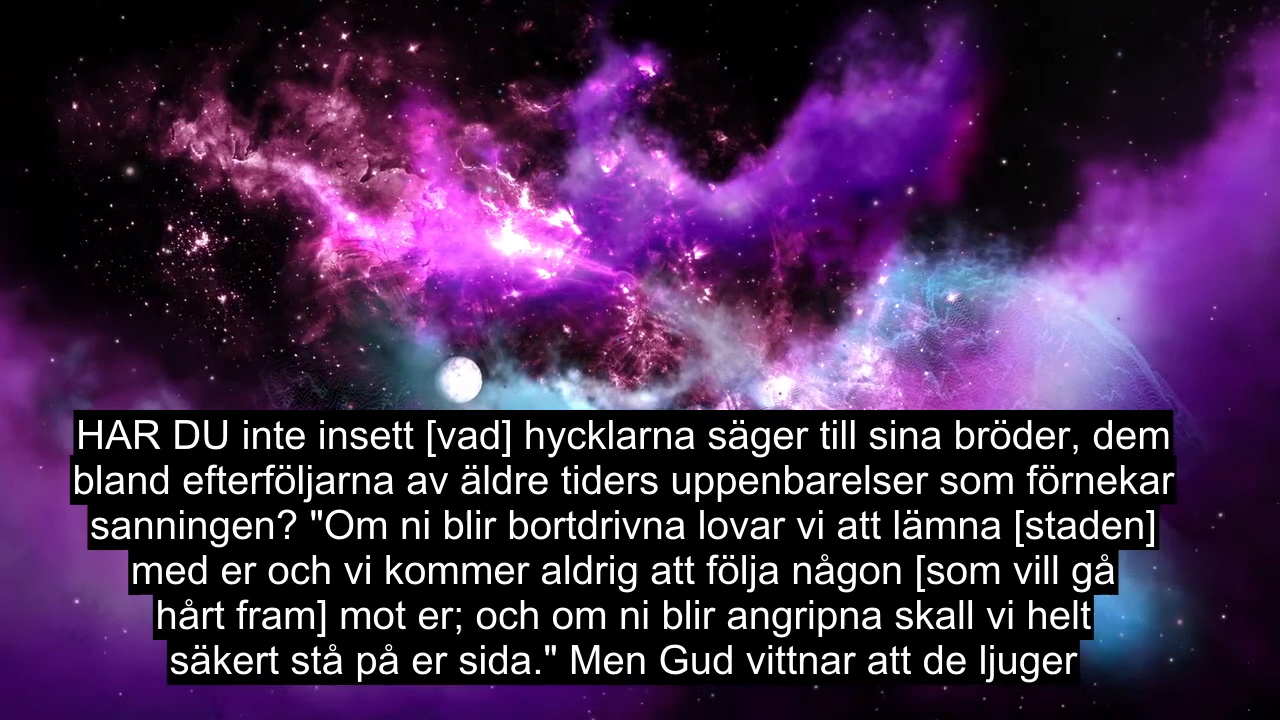 HAR DU inte insett [vad] hycklarna säger till sina bröder, dem
bland efterföljarna av äldre tiders uppenbarelser som förnekar
sanningen? "Om ni blir bortdrivna lovar vi att lämna [staden]
med er och vi kommer aldrig att följa någon [som vill gå
hårt fram] mot er; och om ni blir angripna skall vi helt
säkert stå på er sida." Men Gud vittnar att de ljuger